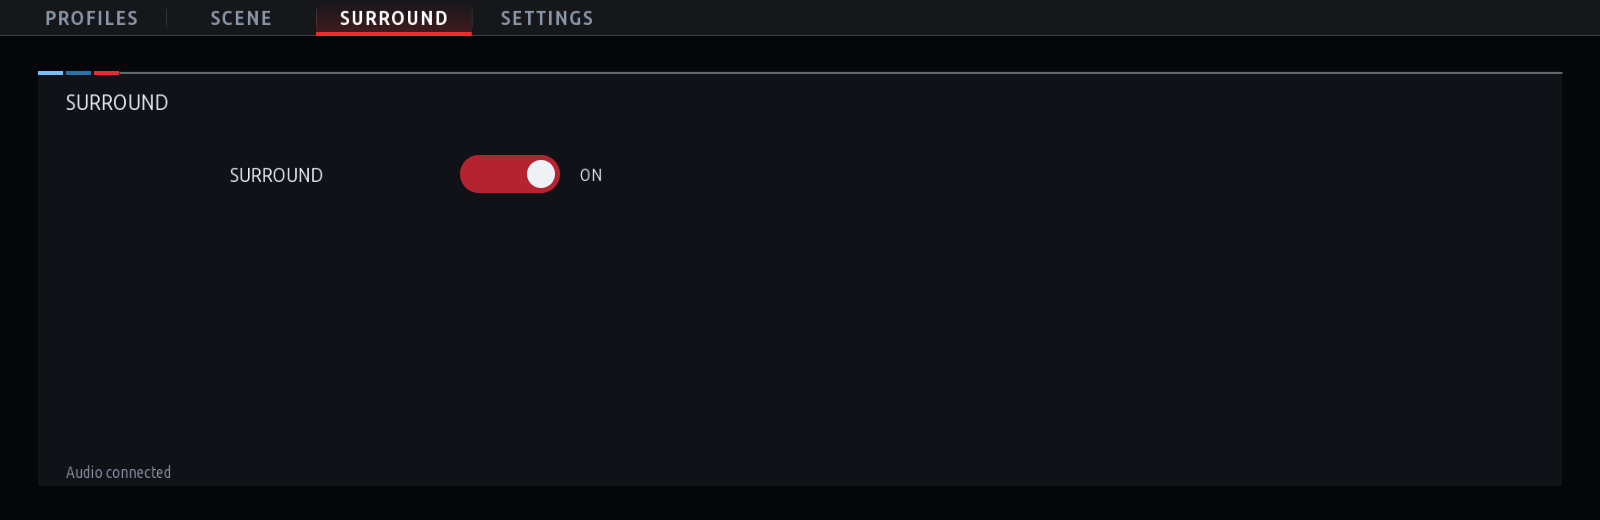 PROFILES SCENE SURROUND SETTINGS
SURROUND
SURROUND ON
Audio connected